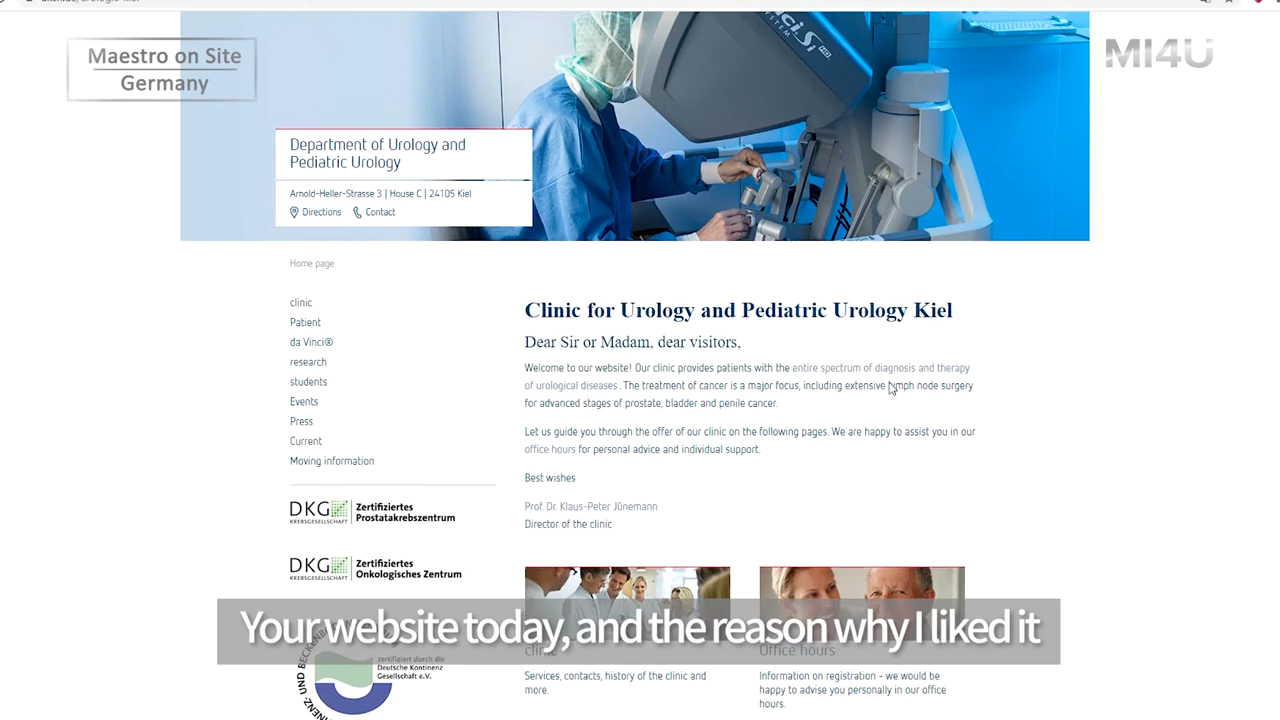 Maestro on Site
Germany
MI4U
Si
SYSTEM
HD
Department of Urology and
Pediatric Urology
Arnold-Heller-Strasse 3 | House C | 24105 Kiel
Directions
Contact
Home page
clinic
Patient
da Vinci®
research
students
Events
Press
Current
Moving information
DKG
KREBSGESELLSCHAFT
Zertifiziertes
Prostatakrebszentrum
DKG
KREBSGESELLSCHAFT
Zertifiziertes
Onkologisches Zentrum
zertifiziert durch die
Deutsche Kontinenz
Gesellschaft e.V.
Clinic for Urology and Pediatric Urology Kiel
Dear Sir or Madam, dear visitors,
Welcome to our website! Our clinic provides patients with the entire spectrum of diagnosis and therapy
of urological diseases . The treatment of cancer is a major focus, including extensive lymph node surgery
for advanced stages of prostate, bladder and penile cancer.
Let us guide you through the offer of our clinic on the following pages. We are happy to assist you in our
office hours for personal advice and individual support.
Best wishes
Prof. Dr. Klaus-Peter Jünemann
Director of the clinic
Your website today, and the reason why I liked it
clinic
Services, contacts, history of the clinic and
more.
Office hours
Information on registration - we would be
happy to advise you personally in our office
hours.